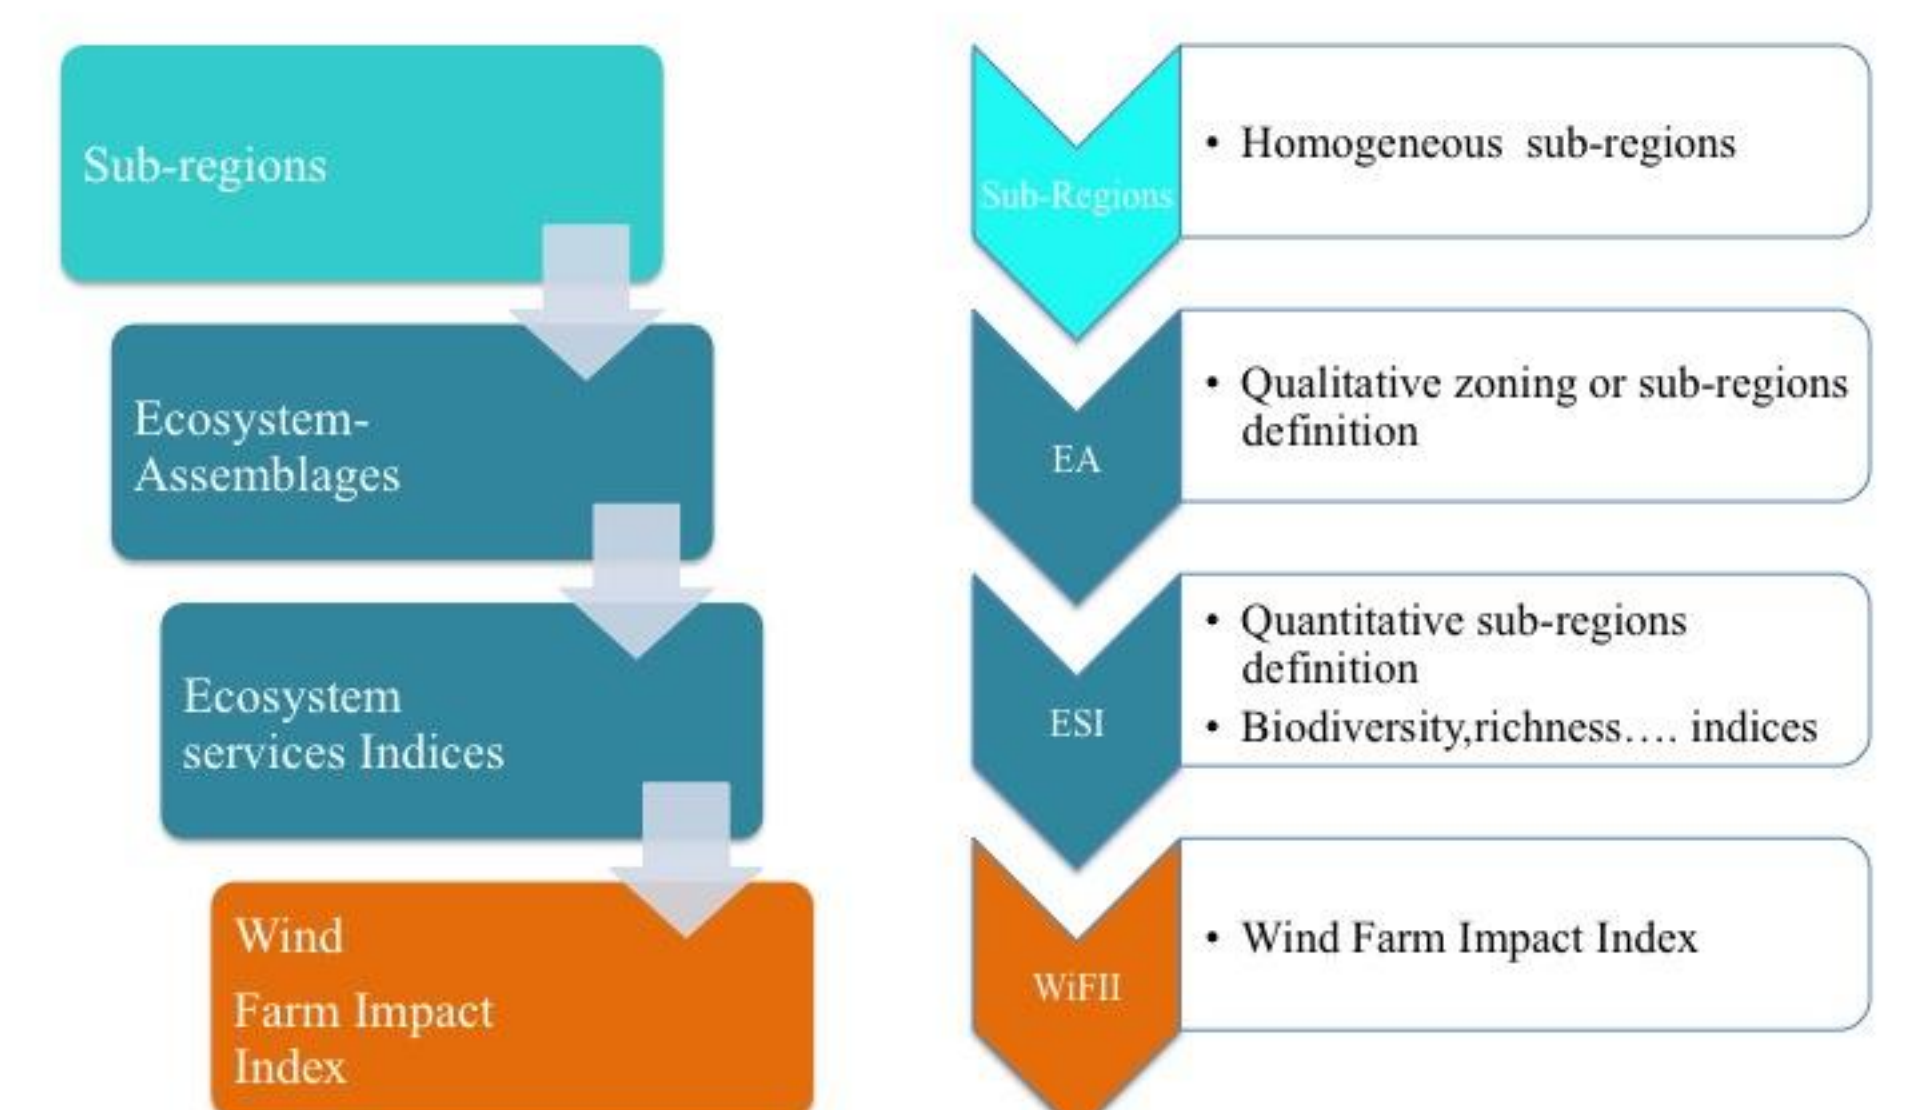 Sub-regions
Ecosystem-
Assemblages
Ecosystem
services Indices
Wind
Farm Impact
Index
Sub-Regions
• Homogeneous sub-regions
EA
• Qualitative zoning or sub-regions
definition
ESI
• Quantitative sub-regions
definition
• Biodiversity,richness…. indices
WiFII
• Wind Farm Impact Index